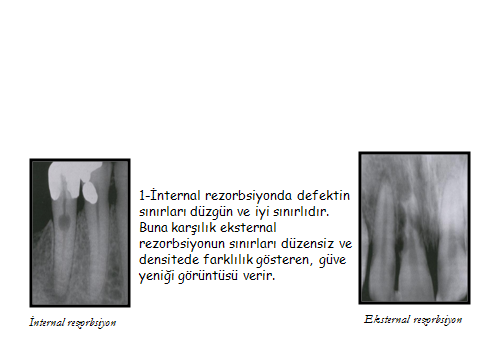 1-İnternal rezorbsiyonda defektin
sınırları düzgün ve iyi sınırlıdır.
Buna karşılık eksternal
rezorbsiyonun sınırları düzensiz ve
densitede farklılık gösteren, güve
yeniği görüntüsü verir.
İnternal rezorbsiyon
Eksternal rezorbsiyon